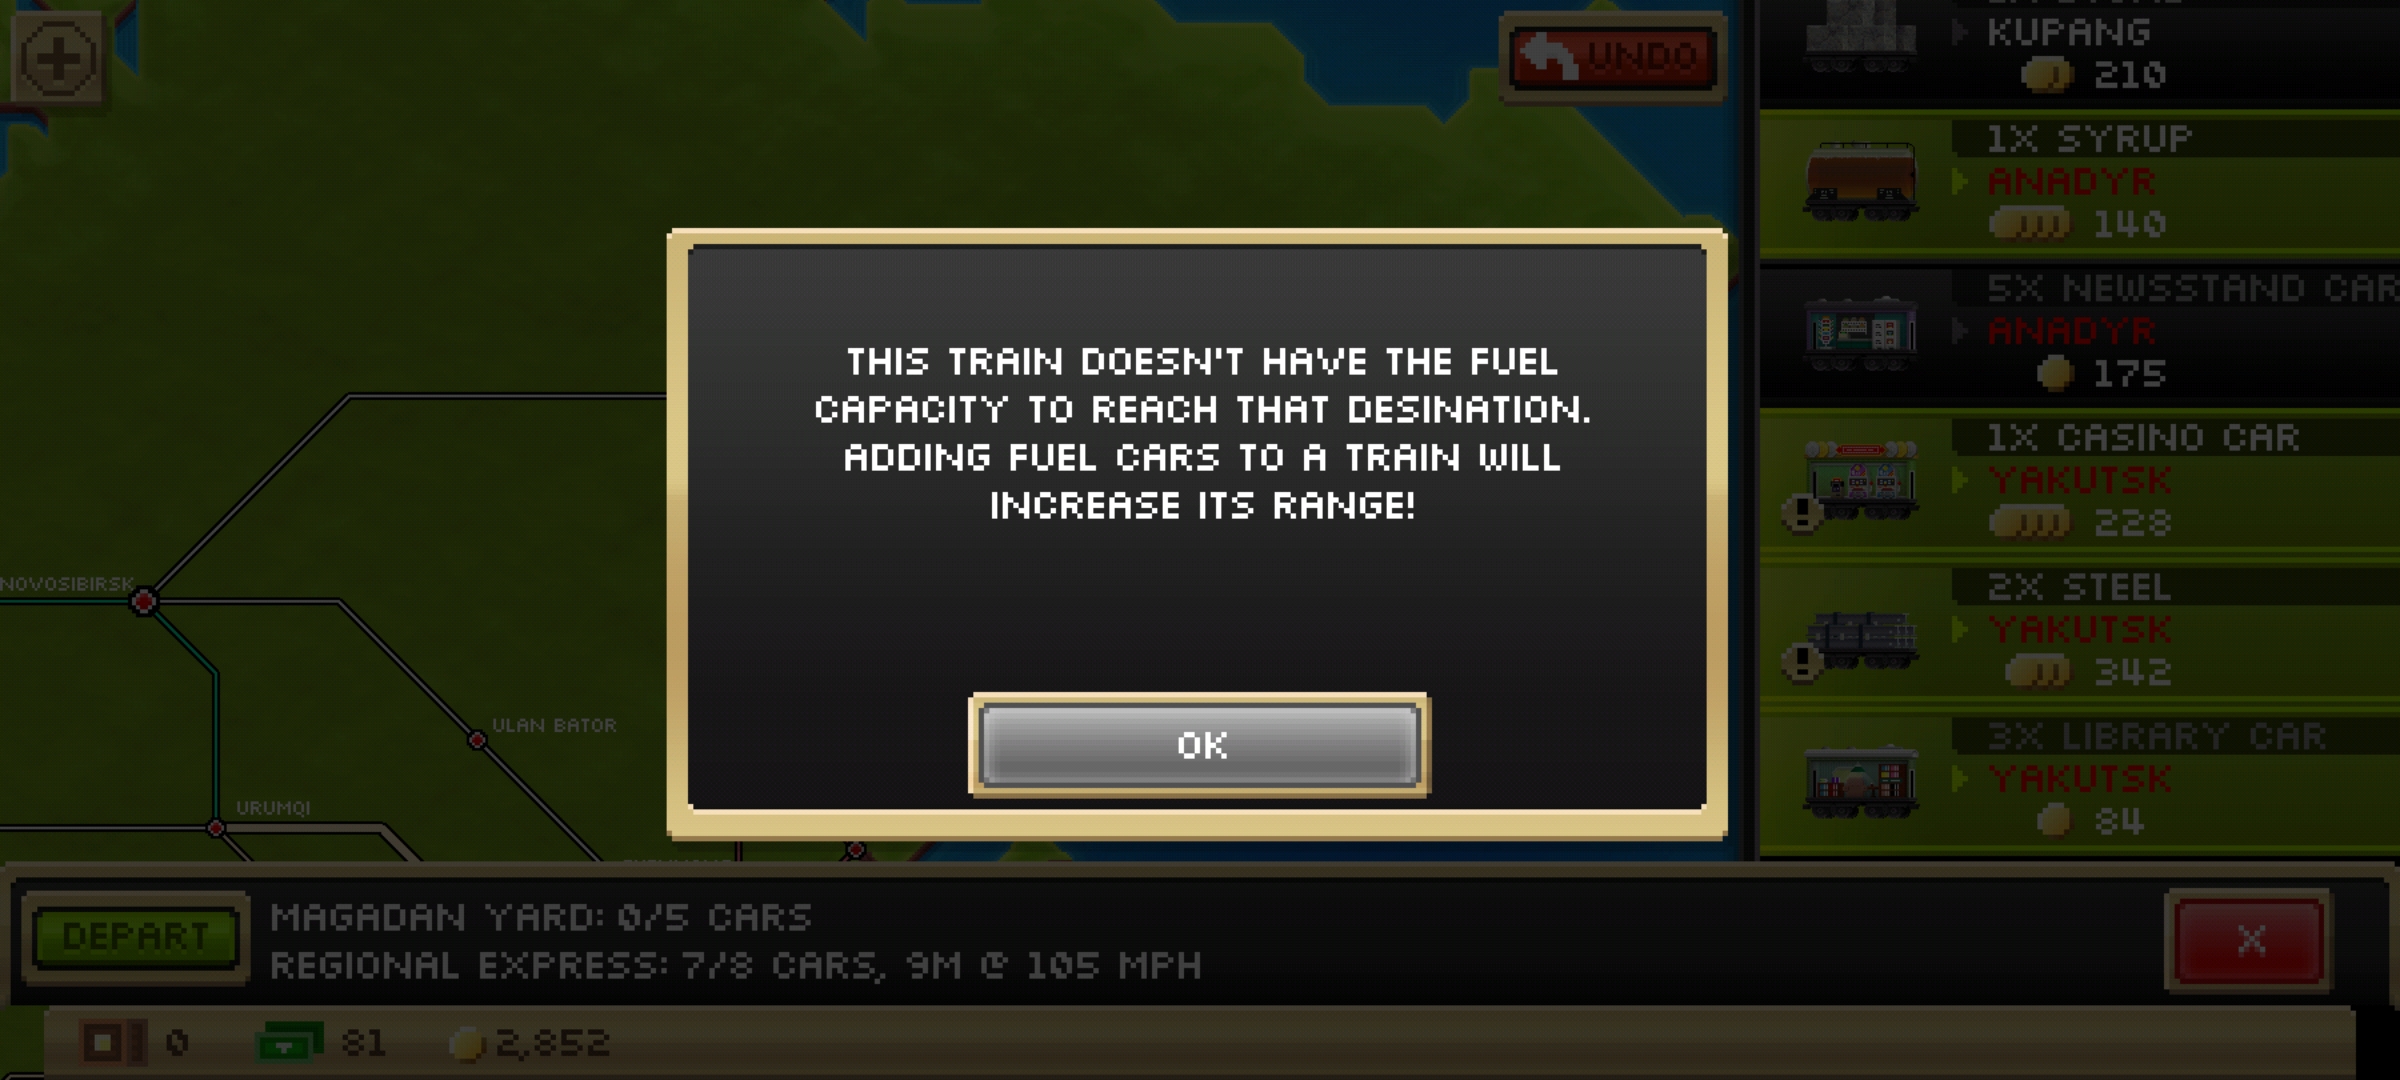 UNDO
KUPANG
210
1X SYRUP
ANADYR
140
5X NEWSSTAND CAR
ANADYR
175
1X CASINO CAR
YAKUTSK
228
2X STEEL
YAKUTSK
342
3X LIBRARY CAR
YAKUTSK
84
THIS TRAIN DOESN'T HAVE THE FUEL
CAPACITY TO REACH THAT DESINATION.
ADDING FUEL CARS TO A TRAIN WILL
INCREASE ITS RANGE!
OK
NOVOSIBIRSK
ULAN BATOR
URUMQI
DEPART
MAGADAN YARD: 0/5 CARS
REGIONAL EXPRESS: 7/8 CARS, 9M @ 105 MPH
X
0
81
2,852